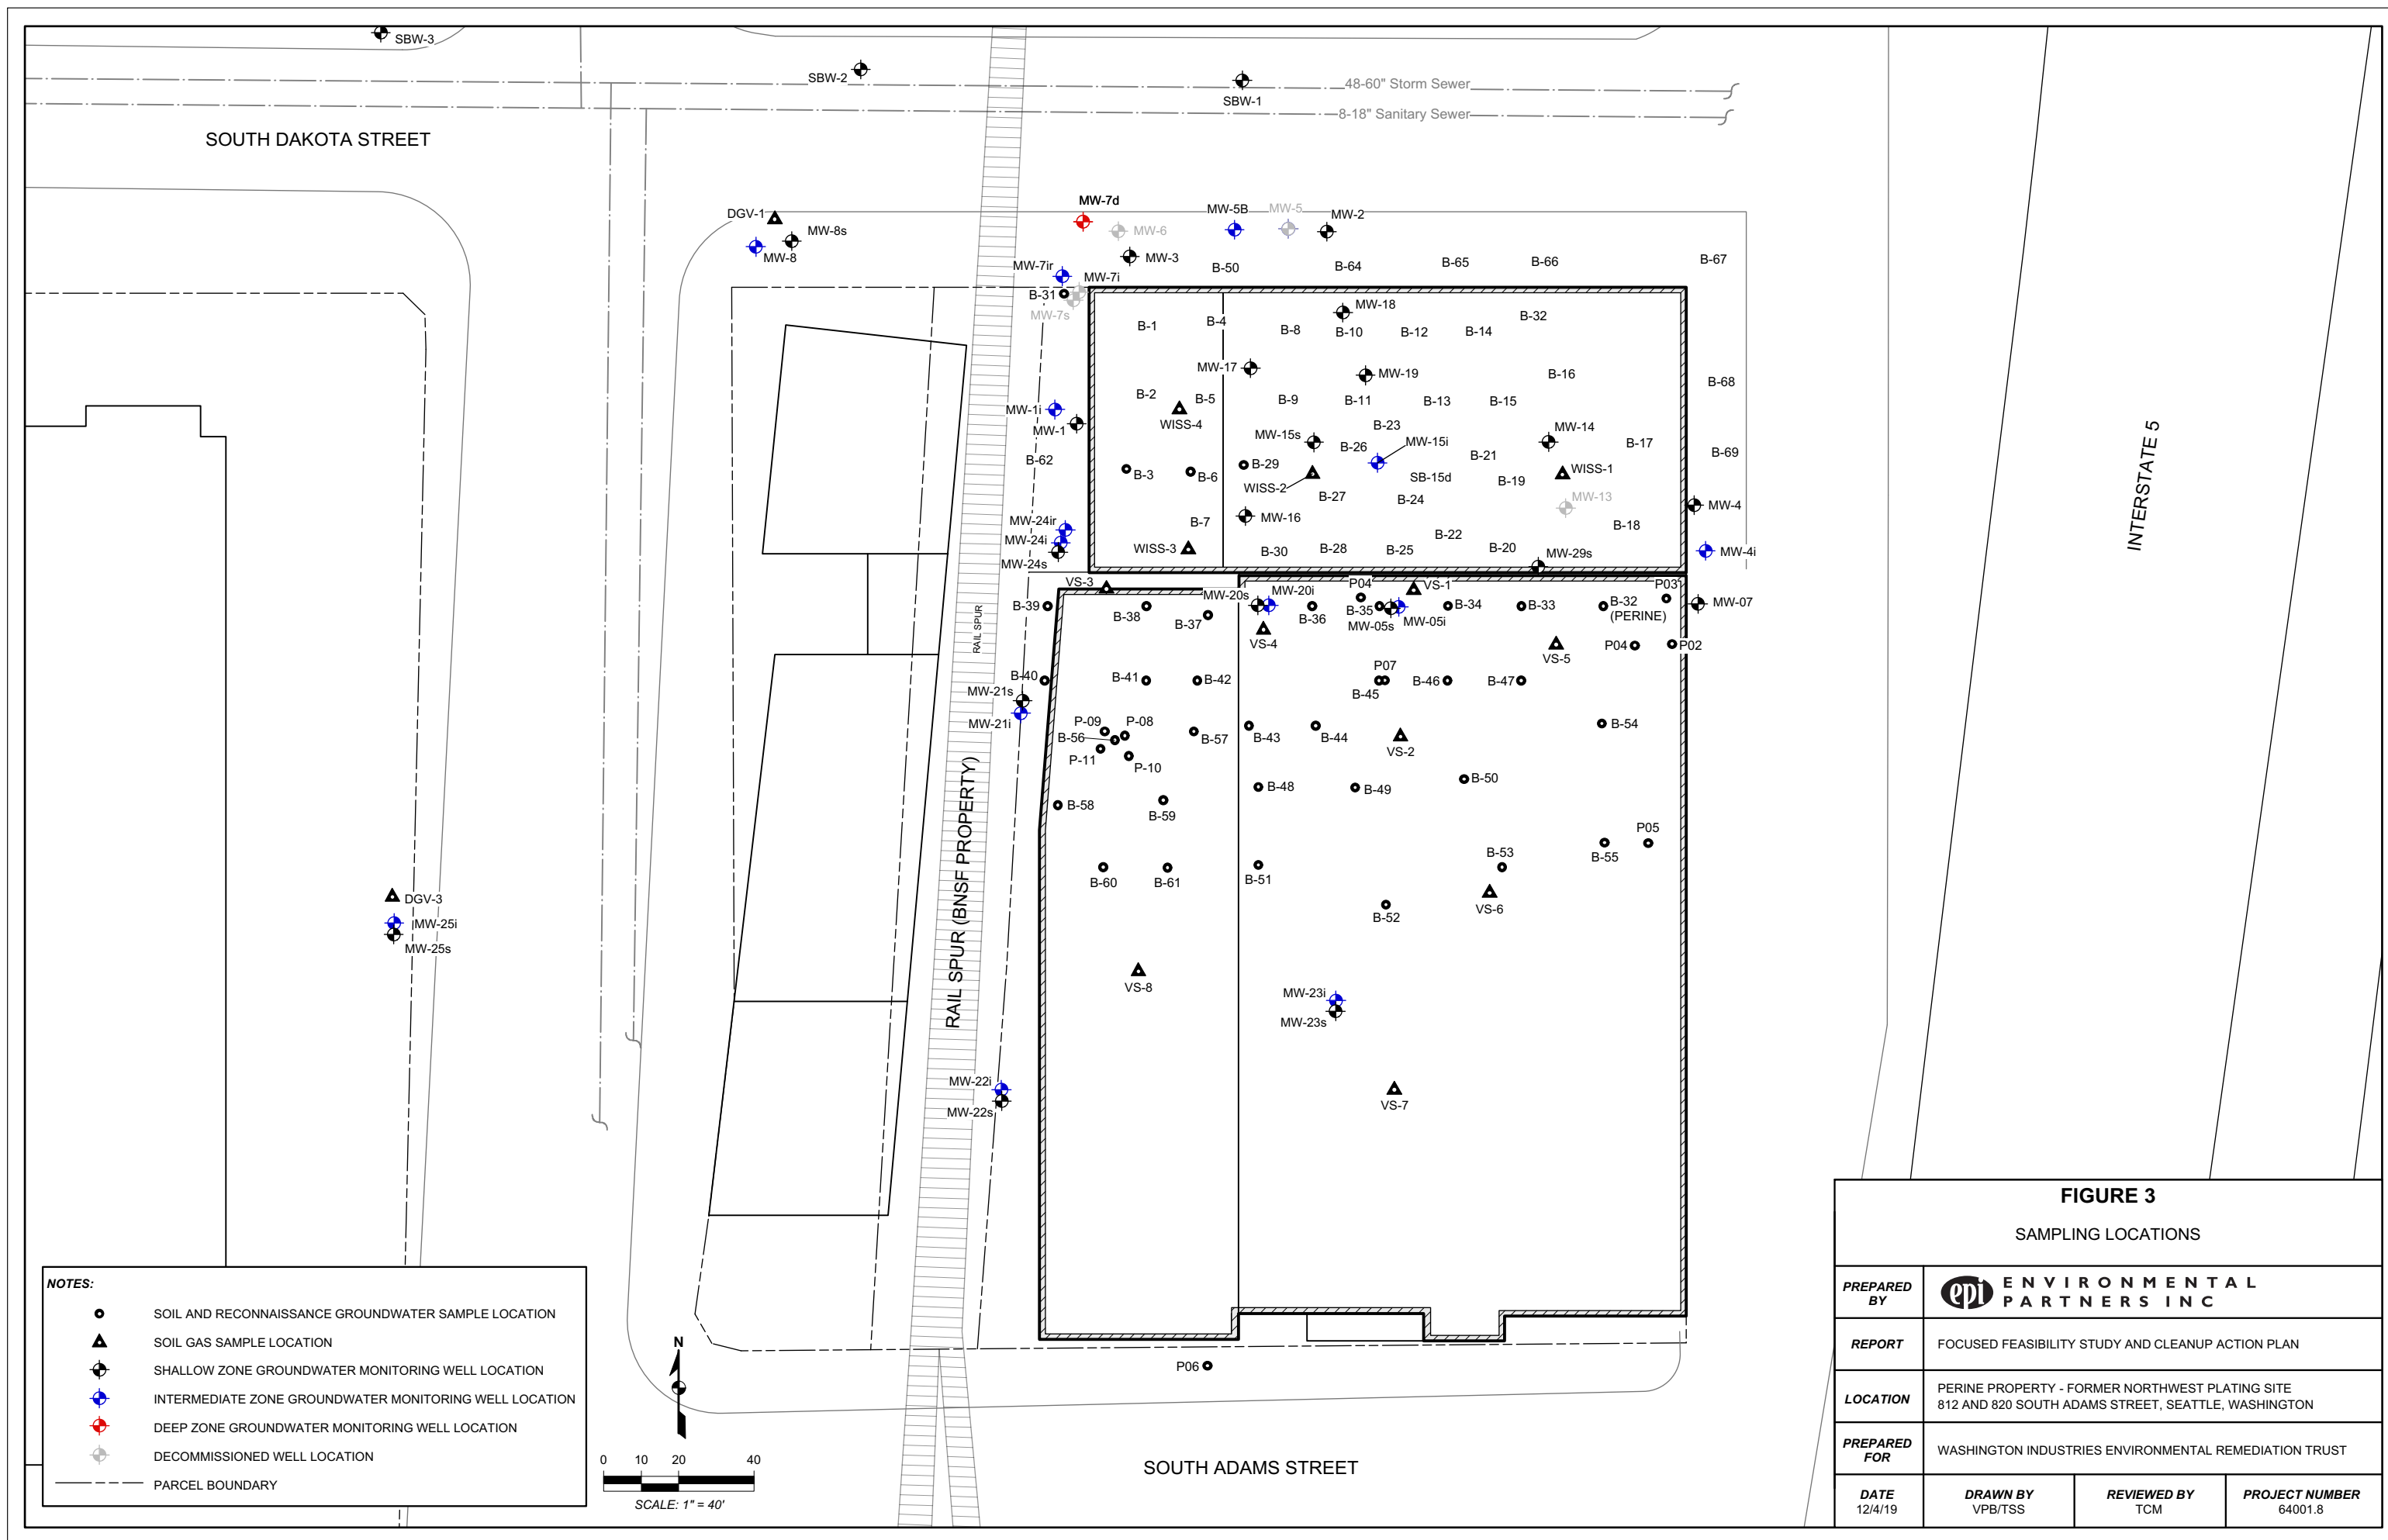 SBW-3
SBW-2
SBW-1
48-60" Storm Sewer
8-18" Sanitary Sewer
SOUTH DAKOTA STREET
DGV-1
MW-8s
MW-8
MW-7d
MW-6
MW-3
MW-5B
MW-5
MW-2
MW-7ir
MW-7i
B-31
MW-7s
B-50
B-64
B-65
B-66
B-67
B-1
B-4
B-8
MW-18
B-10
B-12
B-14
B-32
MW-17
MW-19
B-16
B-68
MW-1i
MW-1
B-2
B-5
WISS-4
B-9
B-11
B-13
B-15
B-23
MW-15s
B-26
MW-15i
MW-14
B-17
B-62
B-3
B-6
B-29
WISS-2
B-21
SB-15d
B-19
WISS-1
B-69
B-27
B-24
MW-13
MW-4
MW-24ir
MW-24i
MW-24s
B-7
WISS-3
MW-16
B-30
B-28
B-25
B-22
B-20
B-18
MW-29s
MW-4i
INTERSTATE 5
VS-3
B-39
B-38
B-37
MW-20s
MW-20i
VS-4
B-36
P04
B-35
MW-05s
MW-05i
VS-1
B-34
B-33
B-32
(PERINE)
P03
MW-07
RAIL SPUR
VS-5
P04
P02
B-40
MW-21s
MW-21i
B-41
B-42
P07
B-45
B-46
B-47
P-09
P-08
B-56
P-11
P-10
B-57
B-43
B-44
VS-2
B-54
B-58
B-59
B-48
B-49
B-50
RAIL SPUR (BNSF PROPERTY)
B-60
B-61
B-51
B-53
B-55
P05
B-52
VS-6
DGV-3
MW-25i
MW-25s
VS-8
MW-23i
MW-23s
MW-22i
MW-22s
VS-7
P06
SOUTH ADAMS STREET
NOTES:
SOIL AND RECONNAISSANCE GROUNDWATER SAMPLE LOCATION
SOIL GAS SAMPLE LOCATION
SHALLOW ZONE GROUNDWATER MONITORING WELL LOCATION
INTERMEDIATE ZONE GROUNDWATER MONITORING WELL LOCATION
DEEP ZONE GROUNDWATER MONITORING WELL LOCATION
DECOMMISSIONED WELL LOCATION
PARCEL BOUNDARY
N
0 10 20 40
SCALE: 1" = 40'
FIGURE 3
SAMPLING LOCATIONS
PREPARED BY
epi ENVIRONMENTAL
PARTNERS INC
REPORT
FOCUSED FEASIBILITY STUDY AND CLEANUP ACTION PLAN
LOCATION
PERINE PROPERTY - FORMER NORTHWEST PLATING SITE
812 AND 820 SOUTH ADAMS STREET, SEATTLE, WASHINGTON
PREPARED FOR
WASHINGTON INDUSTRIES ENVIRONMENTAL REMEDIATION TRUST
DATE
12/4/19
DRAWN BY
VPB/TSS
REVIEWED BY
TCM
PROJECT NUMBER
64001.8